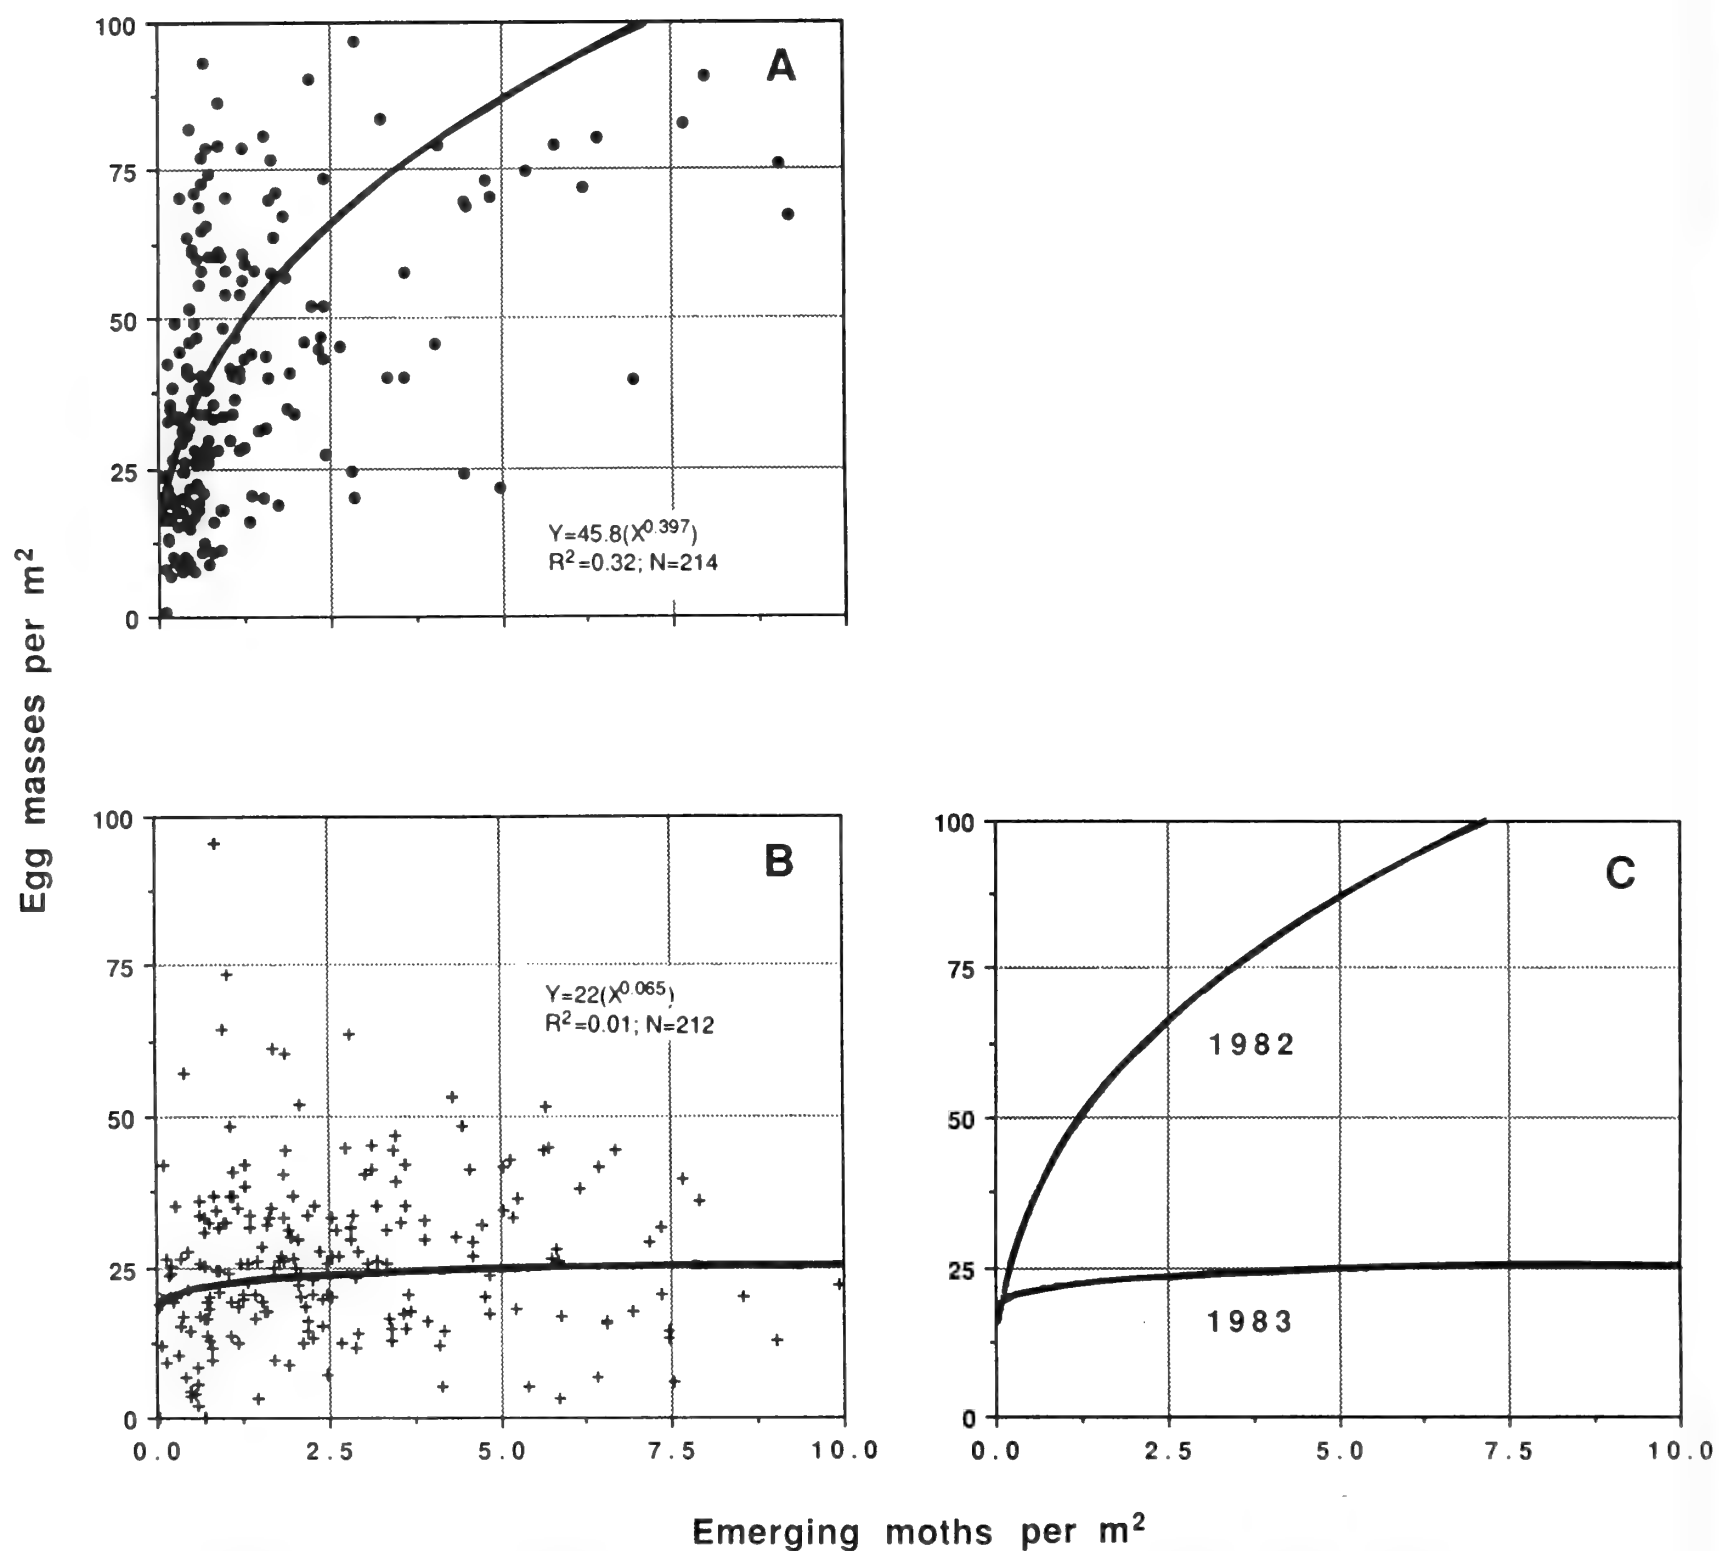 Egg masses per m²
100
75
50
25
0
A
Y=45.8(X^0.397)
R²=0.32; N=214
100
75
50
25
0
B
Y=22(X^0.065)
R²=0.01; N=212
0.0 2.5 5.0 7.5 10.0
100
75
50
25
0
C
1982
1983
0.0 2.5 5.0 7.5 10.0
Emerging moths per m²